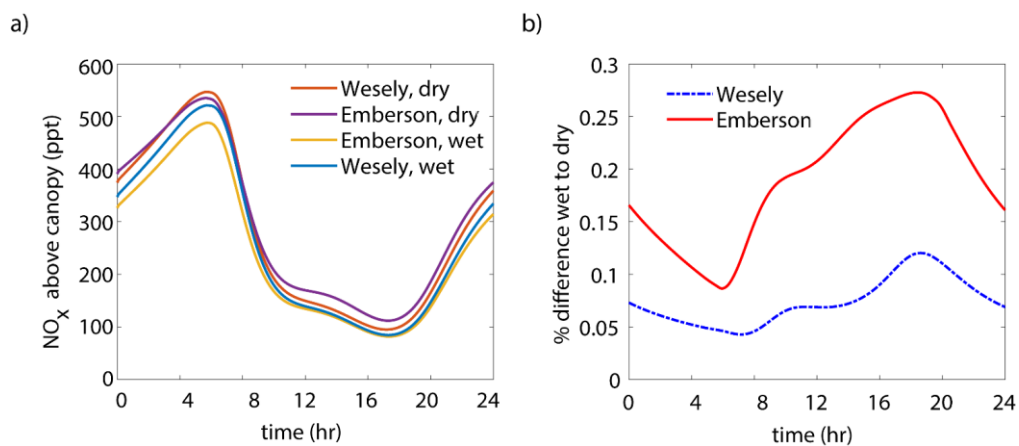 a)
600
500
400
300
200
100
0
NOx above canopy (ppt)
Wesely, dry
Emberson, dry
Emberson, wet
Wesely, wet
0 4 8 12 16 20 24
time (hr)
b)
0.3
0.25
0.2
0.15
0.1
0.05
0
% difference wet to dry
Wesely
Emberson
0 4 8 12 16 20 24
time (hr)